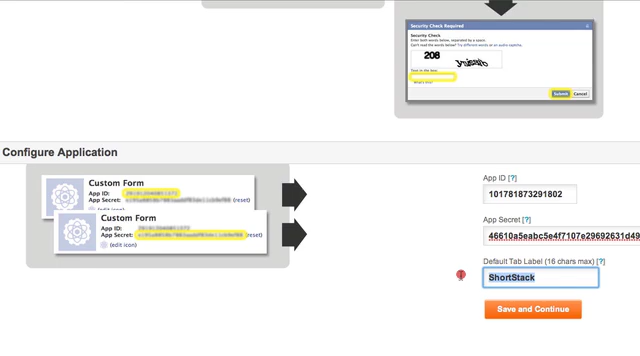 Security Check Required
Security Check
Enter both words below, separated by a space.
Can't read the words below? Try different words or an audio captcha.
208
Text in the box:
What's this?
Submit
Cancel
Configure Application
Custom Form
App ID:
App Secret:
(reset)
(edit icon)
Custom Form
App ID:
App Secret:
(reset)
(edit icon)
App ID [?]
101781873291802
App Secret [?]
46610a5eabc5e4f7107e29692631d49
Default Tab Label (16 chars max) [?]
ShortStack
Save and Continue